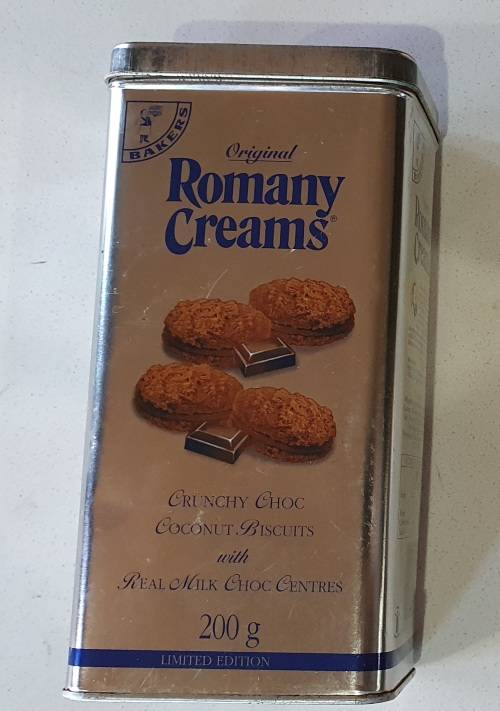 BAKERS
Original
Romany
Creams®
CRUNCHY CHOC
COCONUT BISCUITS
with
REAL MILK CHOC CENTRES
200 g
LIMITED EDITION